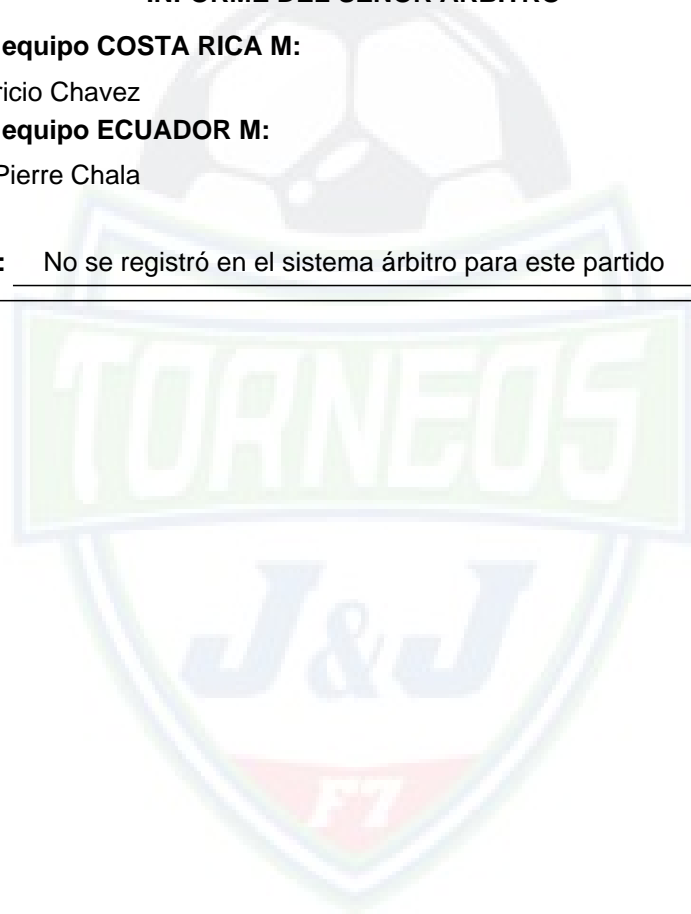 equipo COSTA RICA M:
Chavez
equipo ECUADOR M:
Pierre Chala
: No se registró en el sistema árbitro para este partido
TORNEOS
J&J
F7